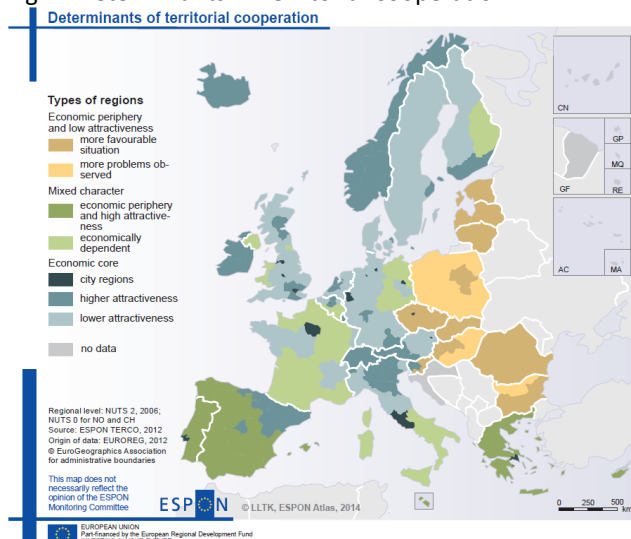 Determinants of territorial cooperation
Types of regions
Economic periphery
and low attractiveness
more favourable
situation
more problems ob-
served
Mixed character
economic periphery
and high attractive-
ness
economically
dependent
Economic core
city regions
higher attractiveness
lower attractiveness
no data
Regional level: NUTS 2, 2006;
NUTS 0 for NO and CH
Source: ESPON TERCO, 2012
Origin of data: EUROREG, 2012
© EuroGeographics Association
for administrative boundaries
This map does not
necessarily reflect the
opinion of the ESPON
Monitoring Committee
ESPON
© LLTK, ESPON Atlas, 2014
EUROPEAN UNION
Part-financed by the European Regional Development Fund
CN
GP
MQ
GF
RE
AC
MA
0 250 500
km